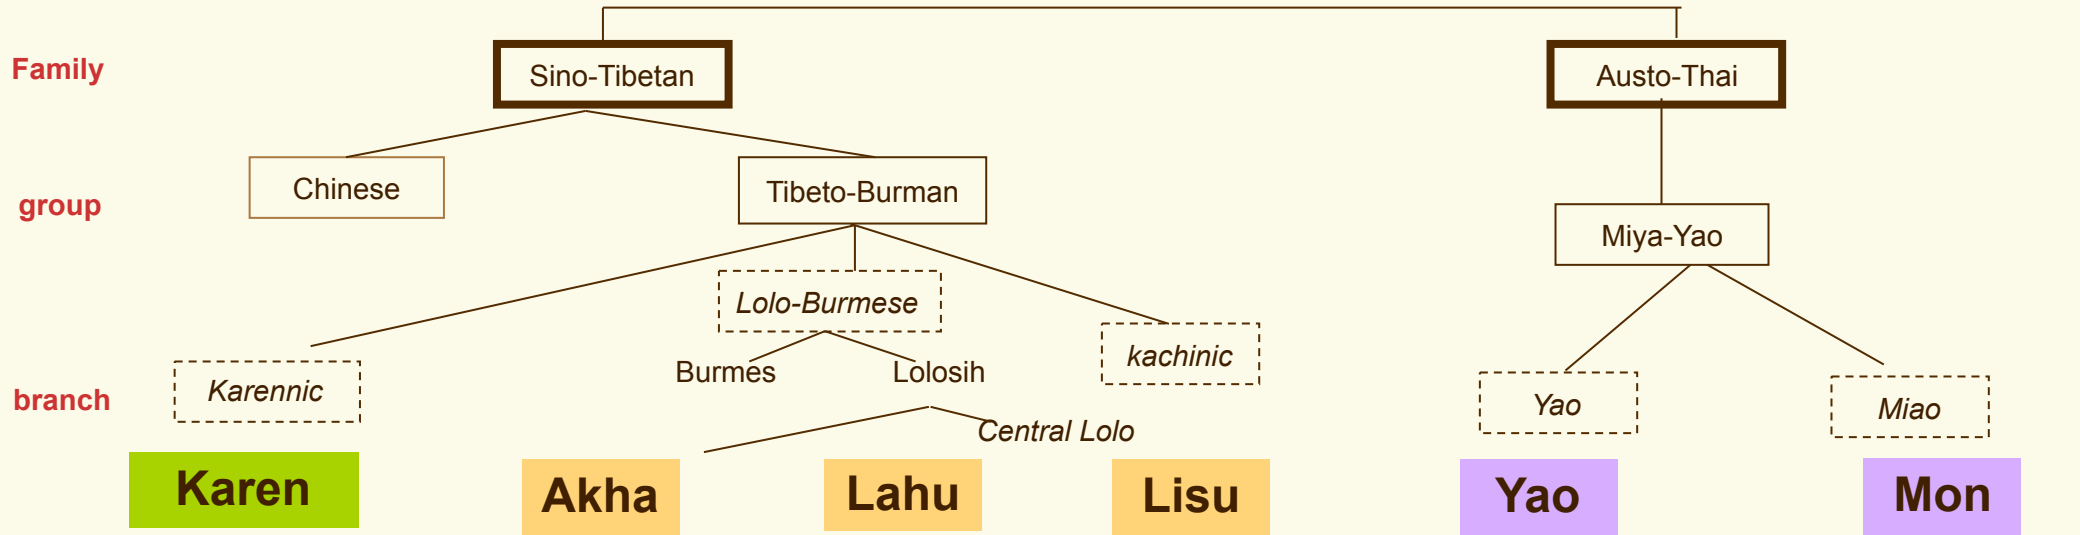 Family
Sino-Tibetan
Austo-Thai
group
Chinese
Tibeto-Burman
Miya-Yao
Lolo-Burmese
kachinic
Burmes
Lolosih
branch
Karennic
Yao
Miao
Central Lolo
Karen
Akha
Lahu
Lisu
Yao
Mon